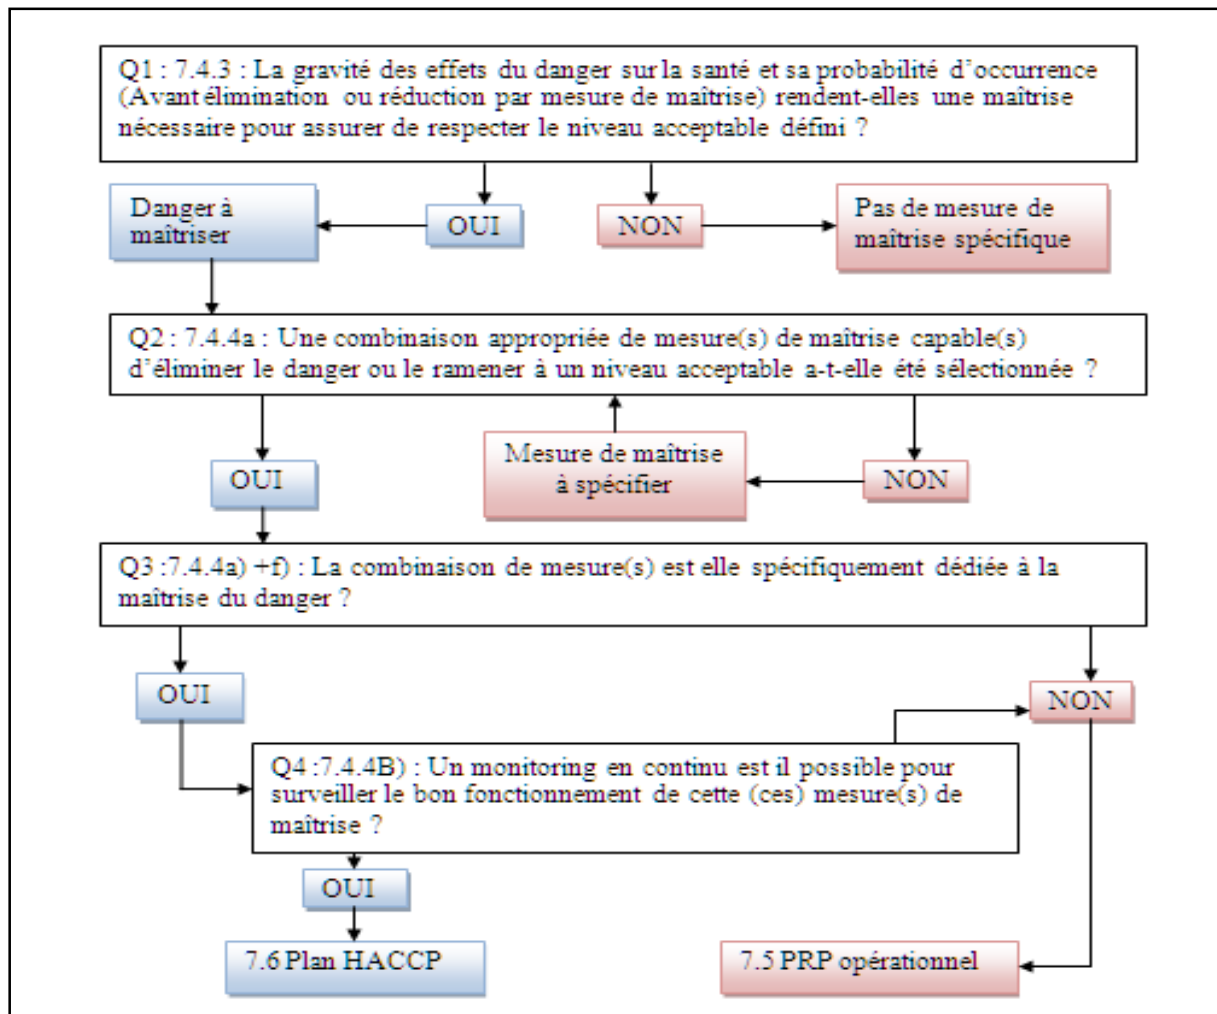 Q1 : 7.4.3 : La gravité des effets du danger sur la santé et sa probabilité d’occurrence
(Avant élimination ou réduction par mesure de maîtrise) rendent-elles une maîtrise
nécessaire pour assurer de respecter le niveau acceptable défini ?
Danger à
maîtriser
OUI
NON
Pas de mesure de
maîtrise spécifique
Q2 : 7.4.4a : Une combinaison appropriée de mesure(s) de maîtrise capable(s)
d’éliminer le danger ou le ramener à un niveau acceptable a-t-elle été sélectionnée ?
OUI
Mesure de maîtrise
à spécifier
NON
Q3 :7.4.4a) +f) : La combinaison de mesure(s) est elle spécifiquement dédiée à la
maîtrise du danger ?
OUI
NON
Q4 :7.4.4B) : Un monitoring en continu est il possible pour
surveiller le bon fonctionnement de cette (ces) mesure(s) de
maîtrise ?
OUI
7.6 Plan HACCP
7.5 PRP opérationnel